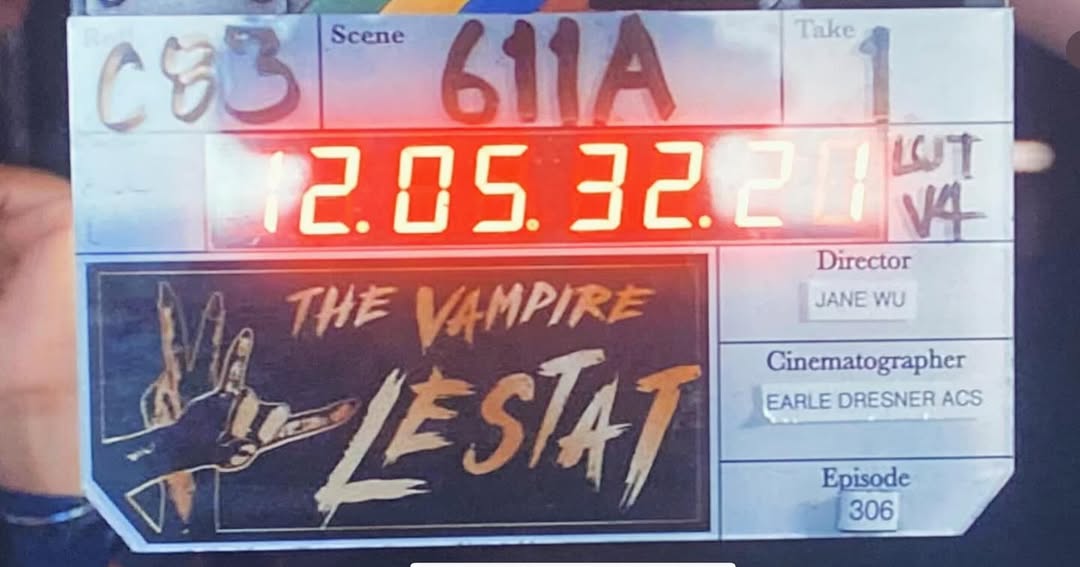 Scene
Take
C83
611A
1
12.05.32.21
LUT
V4
THE VAMPIRE
LESTAT
Director
JANE WU
Cinematographer
EARLE DRESNER ACS
Episode
306